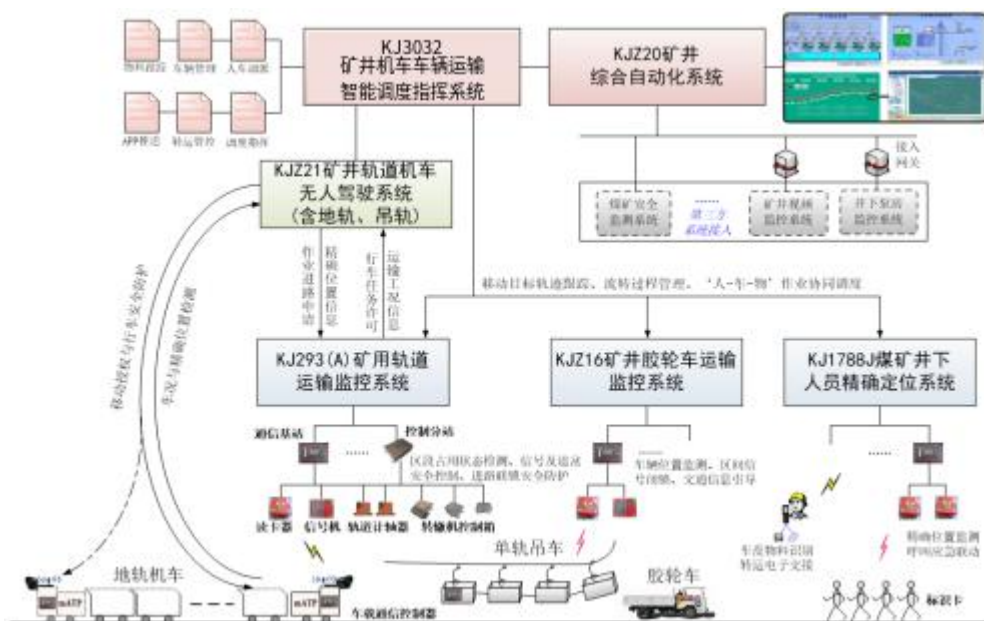 KJ3032
矿井机车车辆运输
智能调度指挥系统
KJZ20矿井
综合自动化系统
物料跟踪
车辆管理
人车调派
APP推送
转运管控
调度指挥
KJZ21矿井轨道机车
无人驾驶系统
(含地轨、吊轨)
接入
网关
煤矿安全
监测系统
......
第三方
系统接入
矿井视频
监控系统
井下泵房
监控系统
移动授权与行车安全防护
车况与精确位置检测
作业进路申请
精确位置信息
行车任务许可
运输工况信息
移动目标轨迹跟踪、流转过程管理、‘人-车-物’作业协同调度
KJ293(A)矿用轨道
运输监控系统
KJZ16矿井胶轮车运输
监控系统
KJ1788J煤矿井下
人员精确定位系统
通信基站
......
控制分站
区段占用状态检测、信号及道岔
安全控制、进路联锁安全防护
读卡器
信号机
轨道计轴器
转辙机控制箱
......
车辆位置监测、区间信
号闭锁、交通信息引导
......
车皮物料识别
转运电子交接
精确位置监测
呼叫应急联动
地轨机车
mATP
mATP
车载通信控制器
单轨吊车
胶轮车
标识卡